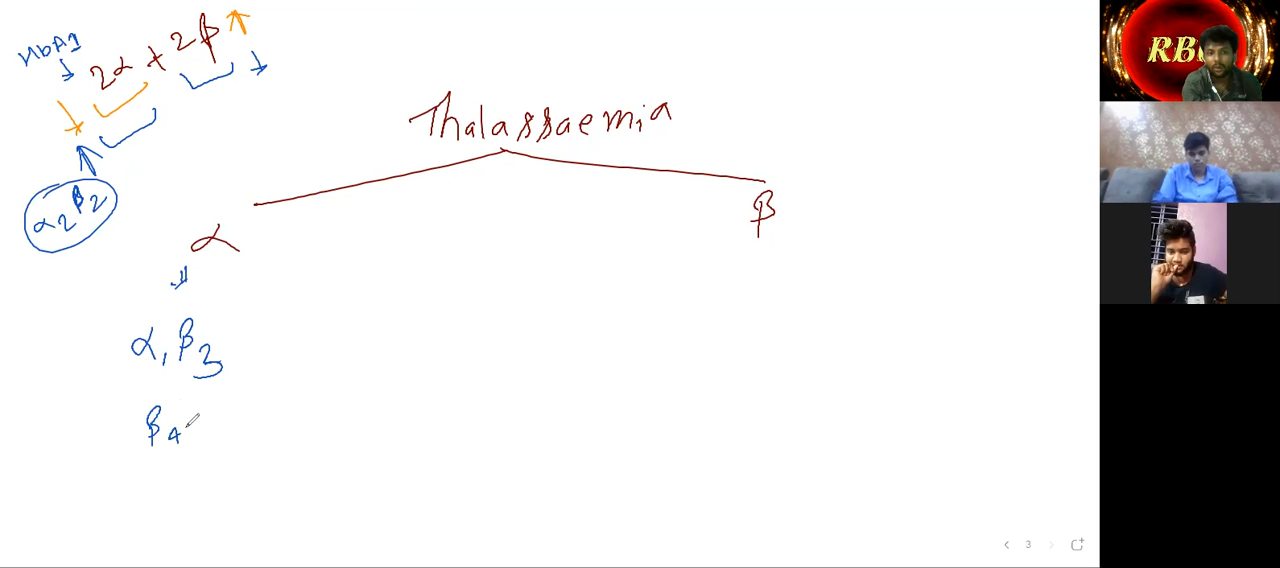 HbA1
2α + 2β ↑
↓
α2β2
Thalassaemia
α
β
α1β3
β4
RB
3